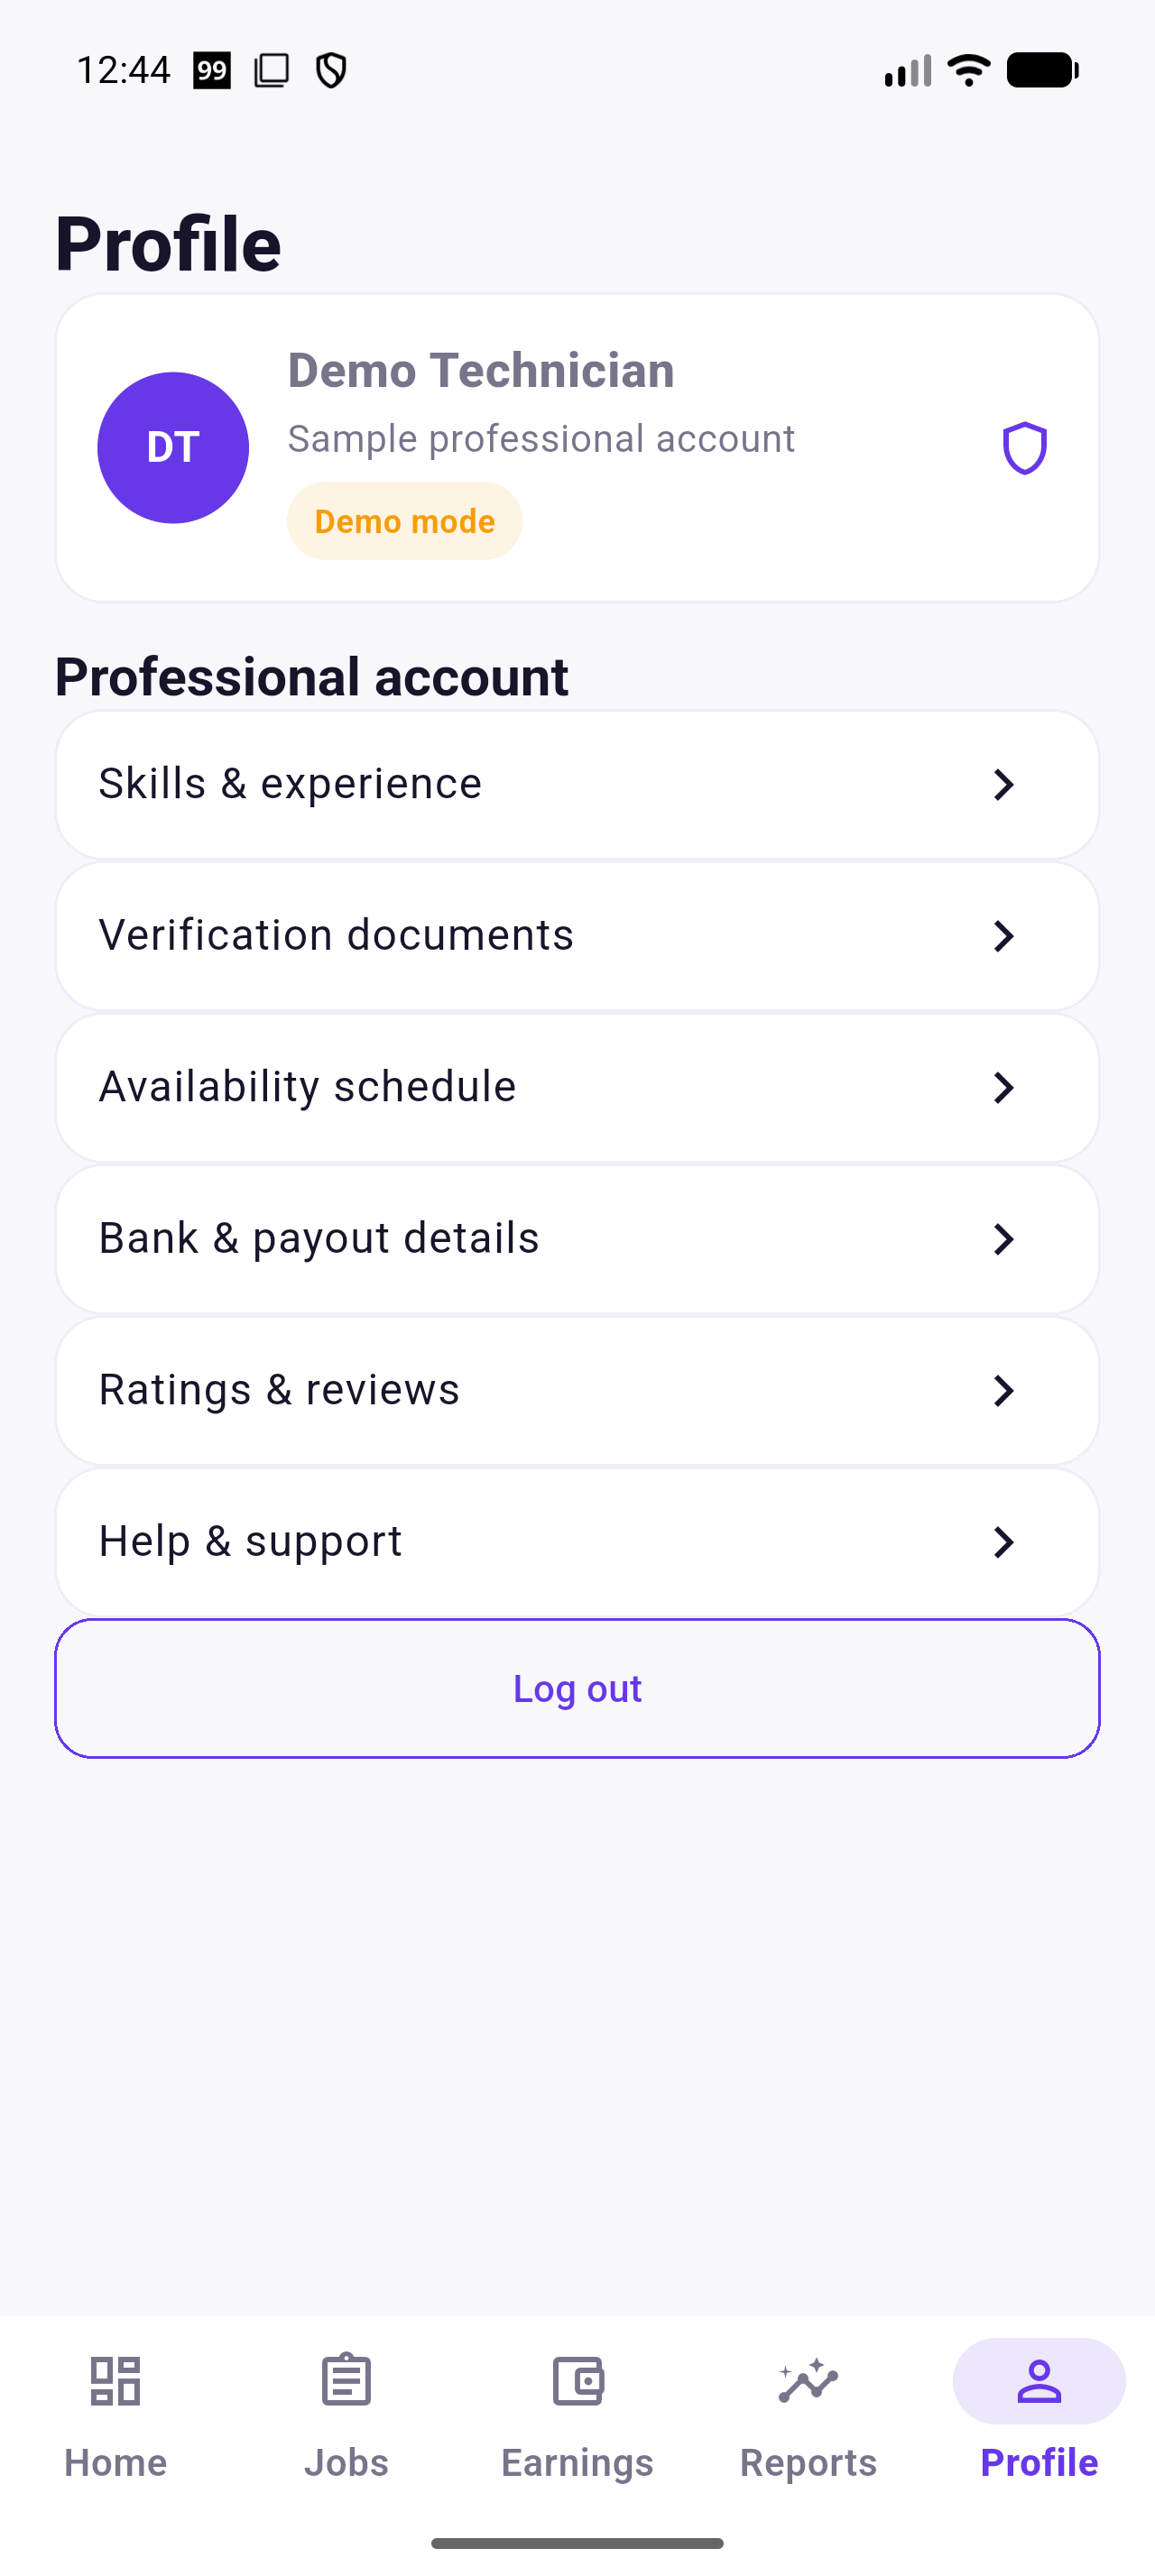 12:44 99
Profile
DT
Demo Technician
Sample professional account
Demo mode
Professional account
Skills & experience
Verification documents
Availability schedule
Bank & payout details
Ratings & reviews
Help & support
Log out
Home Jobs Earnings Reports Profile